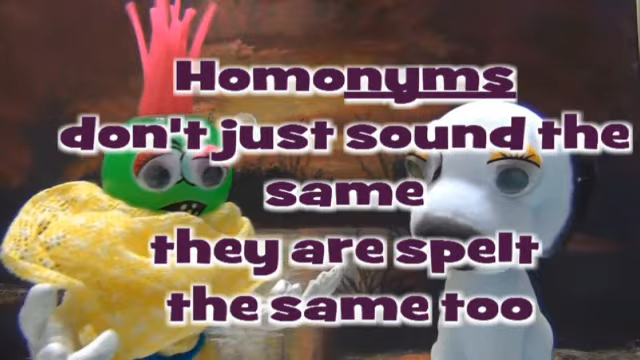 Homonyms
don't just sound the
same
they are spelt
the same too